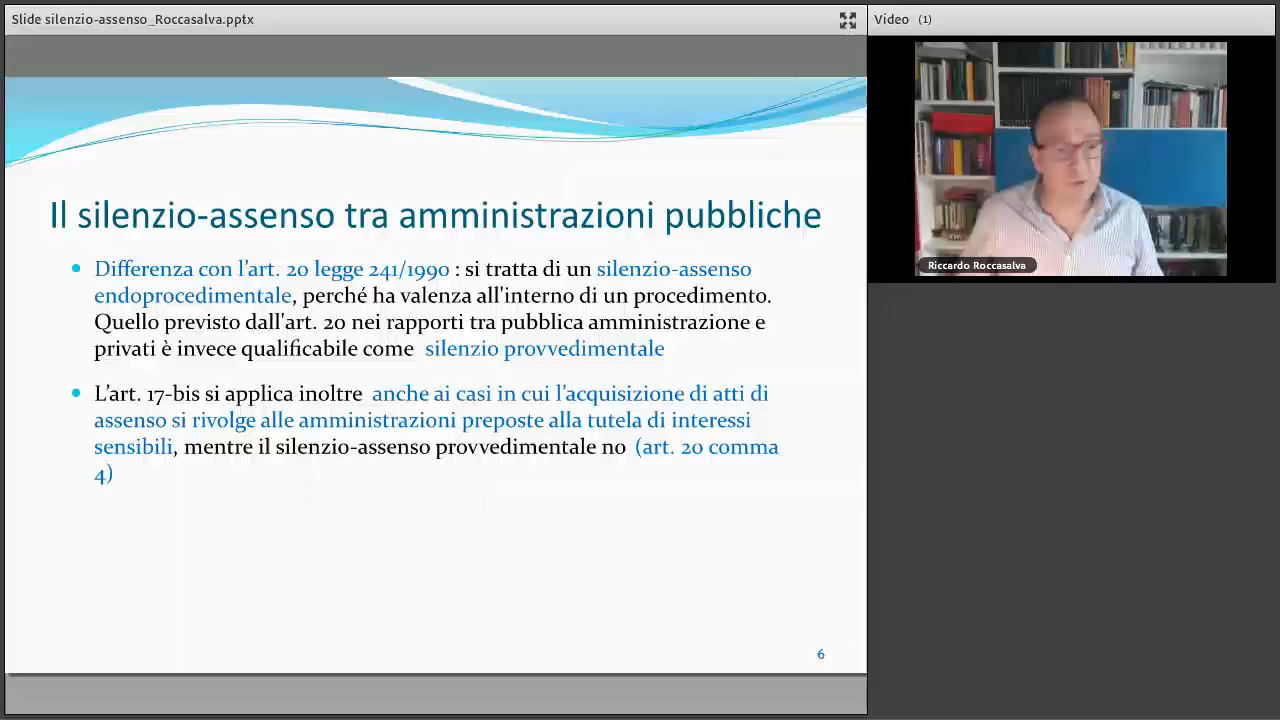 Slide silenzio-assenso_Roccasalva.pptx
Video (1)
Riccardo Roccasalva
Il silenzio-assenso tra amministrazioni pubbliche
Differenza con l’art. 20 legge 241/1990 : si tratta di un silenzio-assenso
endoprocedimentale, perché ha valenza all'interno di un procedimento.
Quello previsto dall'art. 20 nei rapporti tra pubblica amministrazione e
privati è invece qualificabile come silenzio provvedimentale
L’art. 17-bis si applica inoltre anche ai casi in cui l’acquisizione di atti di
assenso si rivolge alle amministrazioni preposte alla tutela di interessi
sensibili, mentre il silenzio-assenso provvedimentale no (art. 20 comma
4)
6